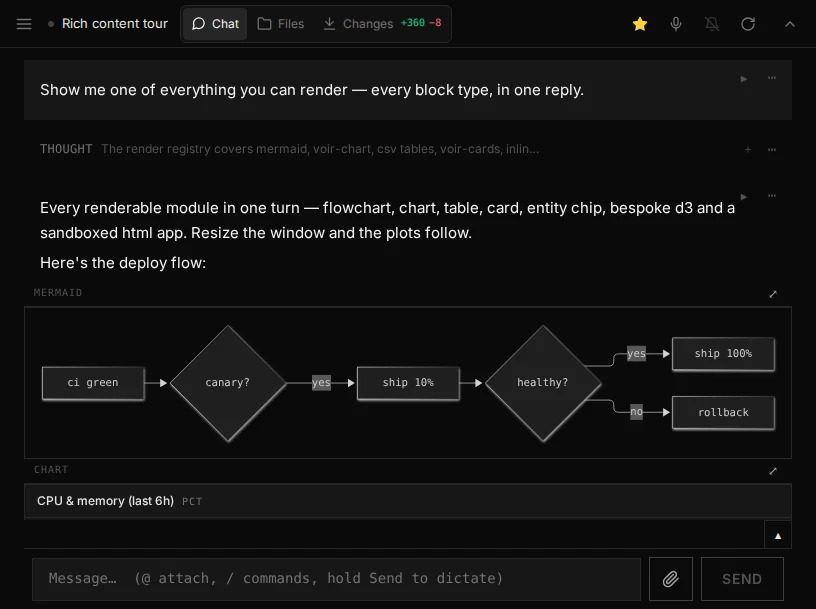 Rich content tour
Chat
Files
Changes +360 −8
Show me one of everything you can render — every block type, in one reply.
THOUGHT The render registry covers mermaid, voir-chart, csv tables, voir-cards, inlin...
Every renderable module in one turn — flowchart, chart, table, card, entity chip, bespoke d3 and a
sandboxed html app. Resize the window and the plots follow.
Here's the deploy flow:
MERMAID
ci green
canary?
yes
ship 10%
healthy?
yes
ship 100%
no
rollback
CHART
CPU & memory (last 6h) PCT
Message… (@ attach, / commands, hold Send to dictate)
SEND